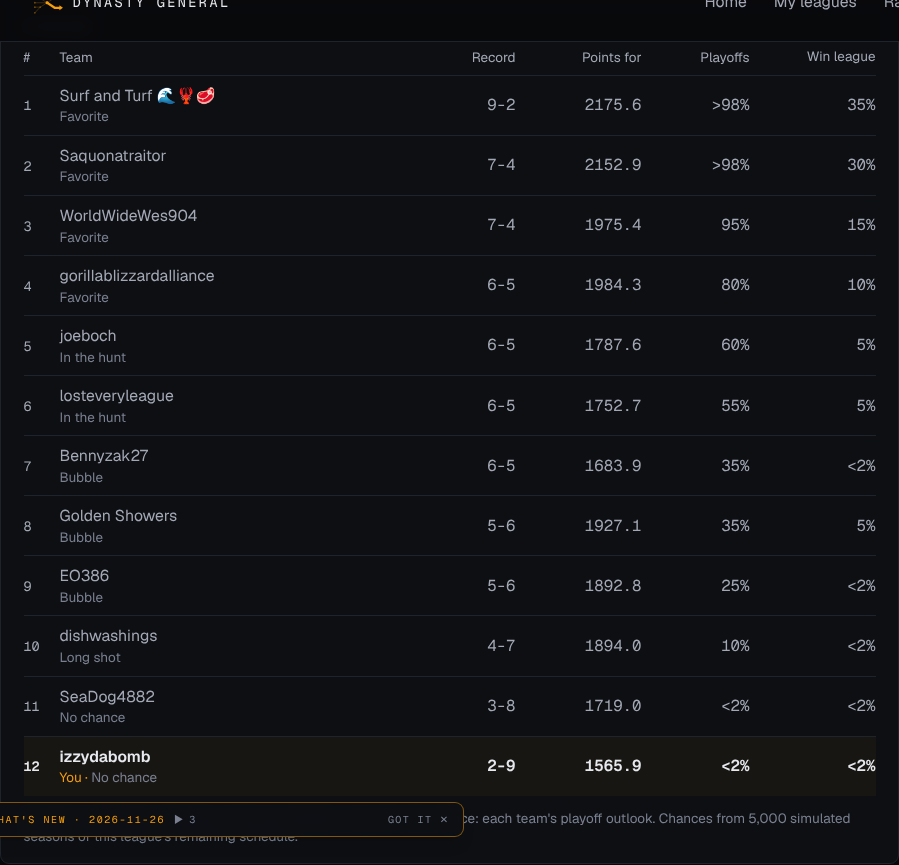 DYNASTY GENERAL
Home My leagues
# Team Record Points for Playoffs Win league
1 Surf and Turf 🌊🦞🥩 9-2 2175.6 >98% 35%
Favorite
2 Saquonatraitor 7-4 2152.9 >98% 30%
Favorite
3 WorldWideWes904 7-4 1975.4 95% 15%
Favorite
4 gorillablizzardalliance 6-5 1984.3 80% 10%
Favorite
5 joeboch 6-5 1787.6 60% 5%
In the hunt
6 losteveryleague 6-5 1752.7 55% 5%
In the hunt
7 Bennyzak27 6-5 1683.9 35% <2%
Bubble
8 Golden Showers 5-6 1927.1 35% 5%
Bubble
9 EO386 5-6 1892.8 25% <2%
Bubble
10 dishwashings 4-7 1894.0 10% <2%
Long shot
11 SeaDog4882 3-8 1719.0 <2% <2%
No chance
12 izzydabomb 2-9 1565.9 <2% <2%
You · No chance
HAT'S NEW · 2026-11-26 ▶ 3 GOT IT ×
ce: each team's playoff outlook. Chances from 5,000 simulated
seasons of this league's remaining schedule.